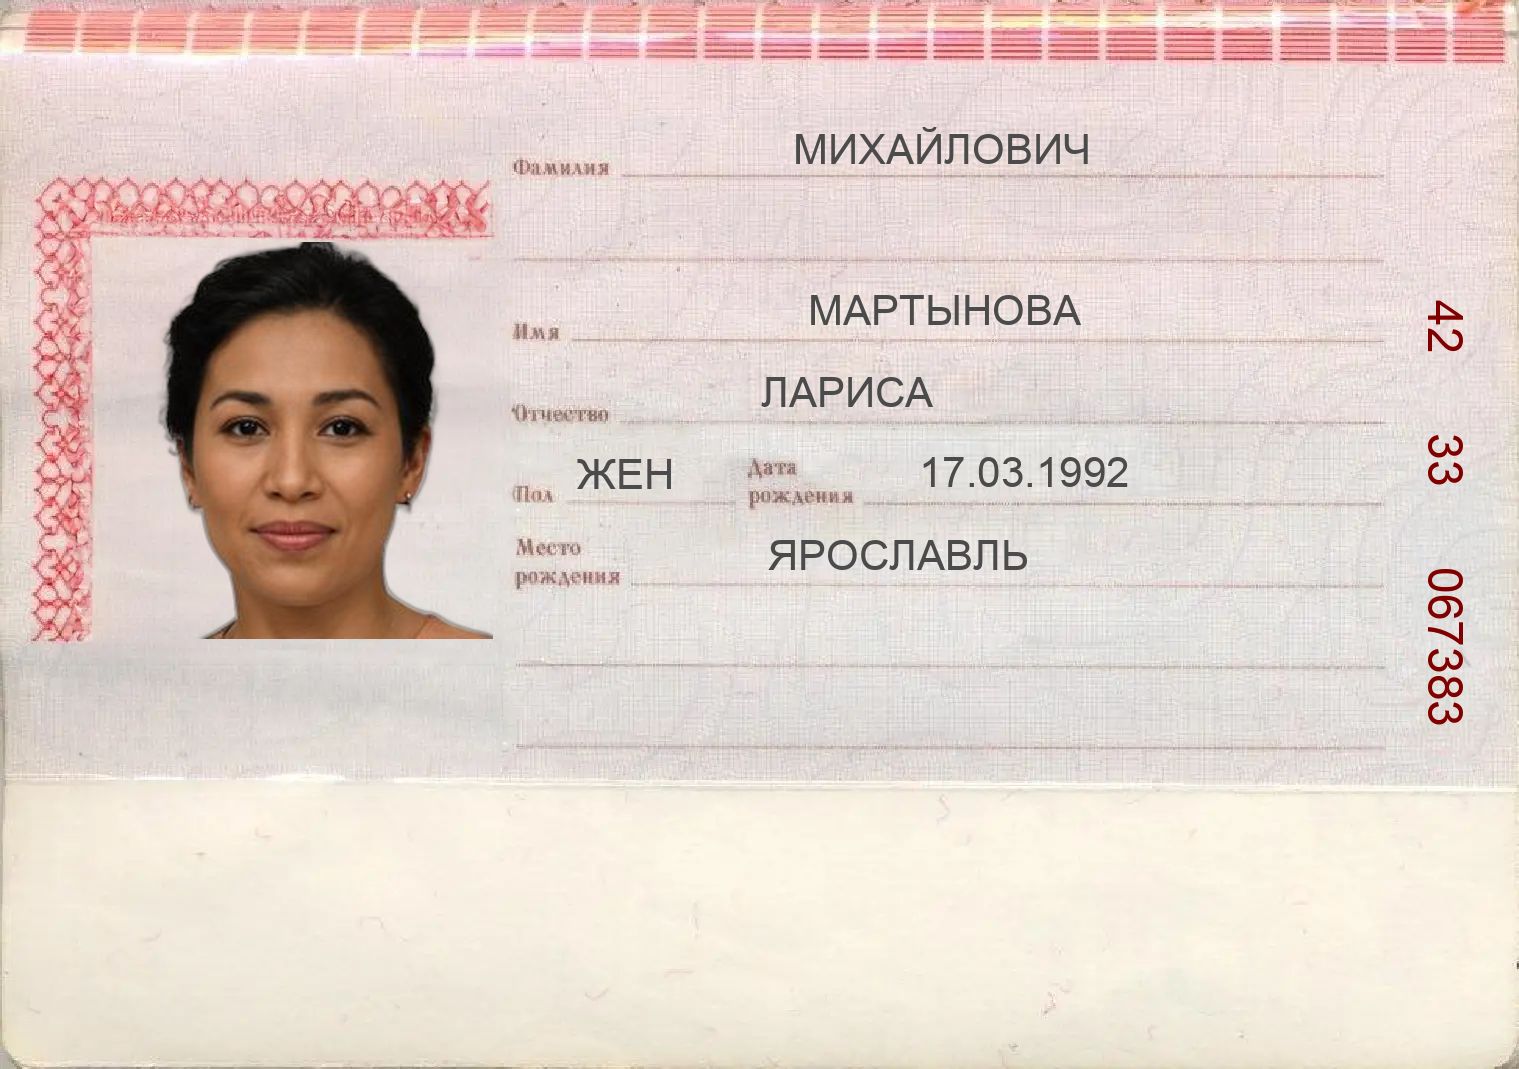 Фамилия МИХАЙЛОВИЧ
Имя МАРТЫНОВА
Отчество ЛАРИСА
Пол ЖЕН Дата рождения 17.03.1992
Место рождения ЯРОСЛАВЛЬ
42 33 067383